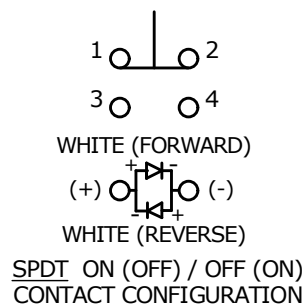 1 2
3 4
WHITE (FORWARD)
+ -
(+) (-)
- +
WHITE (REVERSE)
SPDT ON (OFF) / OFF (ON)
CONTACT CONFIGURATION